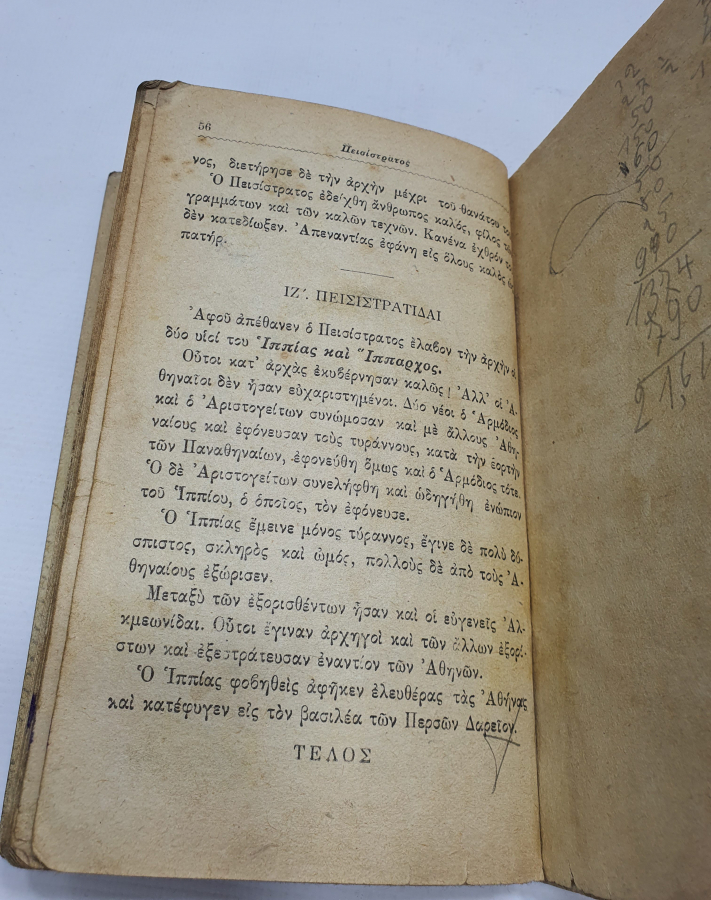 56
Πεισίστρατος
νος, διετήρησε δὲ τὴν ἀρχὴν μέχρι τοῦ θανάτου
Ὁ Πεισίστρατος ἐδείχθη ἄνθρωπος καλός, φίλος
γραμμάτων καὶ τῶν καλῶν τεχνῶν. Κανένα ἐχθρόν
δὲν κατεδίωξεν. Ἀπεναντίας ἐφάνη εἰς ὅλους καλὸς
πατήρ.
ΙΖ΄. ΠΕΙΣΙΣΤΡΑΤΙΔΑΙ
Ἀφοῦ ἀπέθανεν ὁ Πεισίστρατος ἔλαβον τὴν ἀρχὴν
δύο υἱοί του Ἱππίας καὶ Ἵππαρχος.
Οὗτοι κατ' ἀρχὰς ἐκυβέρνησαν καλῶς! Ἀλλ' οἱ Ἀ-
θηναῖοι δὲν ἦσαν εὐχαριστημένοι. Δύο νέοι ὁ Ἁρμόδιος
καὶ ὁ Ἀριστογείτων συνώμοσαν καὶ μὲ ἄλλους Ἀθη-
ναίους καὶ ἐφόνευσαν τοὺς τυράννους, κατὰ τὴν ἑορτὴν
τῶν Παναθηναίων, ἐφονεύθη ὅμως καὶ ὁ Ἁρμόδιος τότε.
Ὁ δὲ Ἀριστογείτων συνελήφθη καὶ ὡδηγήθη ἐνώπιον
τοῦ Ἱππίου, ὁ ὁποῖος, τὸν ἐφόνευσε.
Ὁ Ἱππίας ἔμεινε μόνος τύραννος, ἔγινε δὲ πολὺ δύ-
σπιστος, σκληρὸς καὶ ὠμός, πολλοὺς δὲ ἀπὸ τοὺς Ἀ-
θηναίους ἐξώρισεν.
Μεταξὺ τῶν ἐξορισθέντων ἦσαν καὶ οἱ εὐγενεῖς Ἀλ-
κμεωνίδαι. Οὗτοι ἔγιναν ἀρχηγοὶ καὶ τῶν ἄλλων ἐξορί-
στων καὶ ἐξεστράτευσαν ἐναντίον τῶν Ἀθηνῶν.
Ὁ Ἱππίας φοβηθεὶς ἀφῆκεν ἐλευθέρας τὰς Ἀθήνας
καὶ κατέφυγεν εἰς τὸν βασιλέα τῶν Περσῶν Δαρεῖον.
ΤΕΛΟΣ
50
60
50
25
1374
790